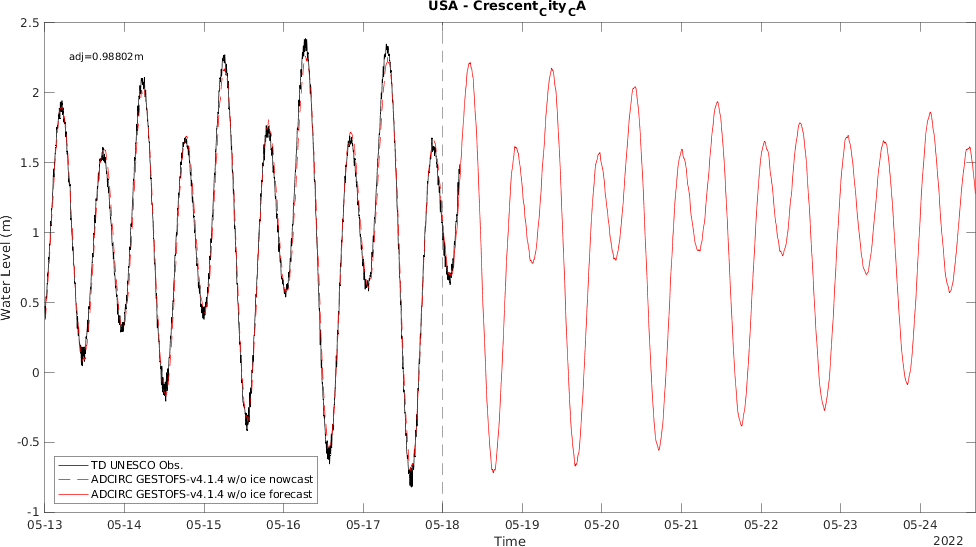 USA - CrescentCityCA
2.5
adj=0.98802m
2
1.5
1
Water Level (m)
0.5
0
-0.5
TD UNESCO Obs.
ADCIRC GESTOFS-v4.1.4 w/o ice nowcast
ADCIRC GESTOFS-v4.1.4 w/o ice forecast
-1
05-13 05-14 05-15 05-16 05-17 05-18 05-19 05-20 05-21 05-22 05-23 05-24
Time
2022